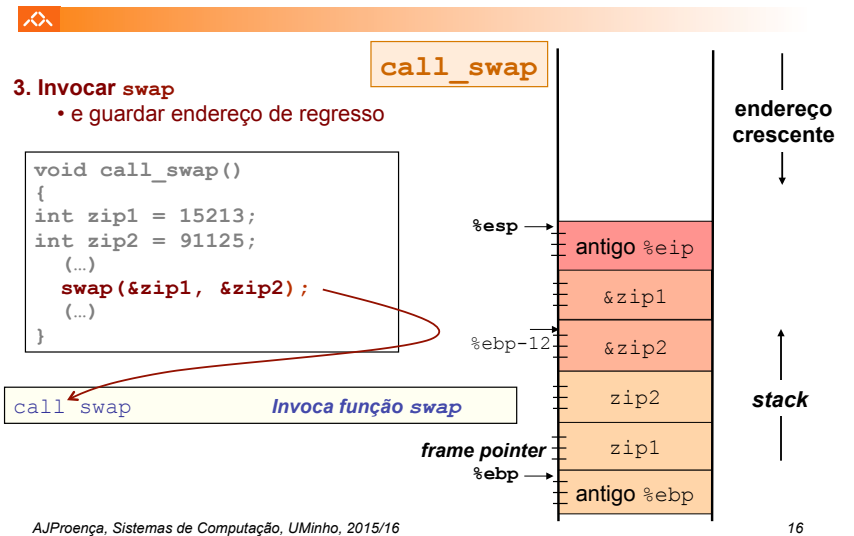 call_swap
3. Invocar swap
• e guardar endereço de regresso
void call_swap()
{
int zip1 = 15213;
int zip2 = 91125;
(…)
swap(&zip1, &zip2);
(…)
}
call swap Invoca função swap
endereço
crescente
%esp
antigo %eip
&zip1
%ebp-12
&zip2
zip2
stack
frame pointer
zip1
%ebp
antigo %ebp
AJProença, Sistemas de Computação, UMinho, 2015/16
16